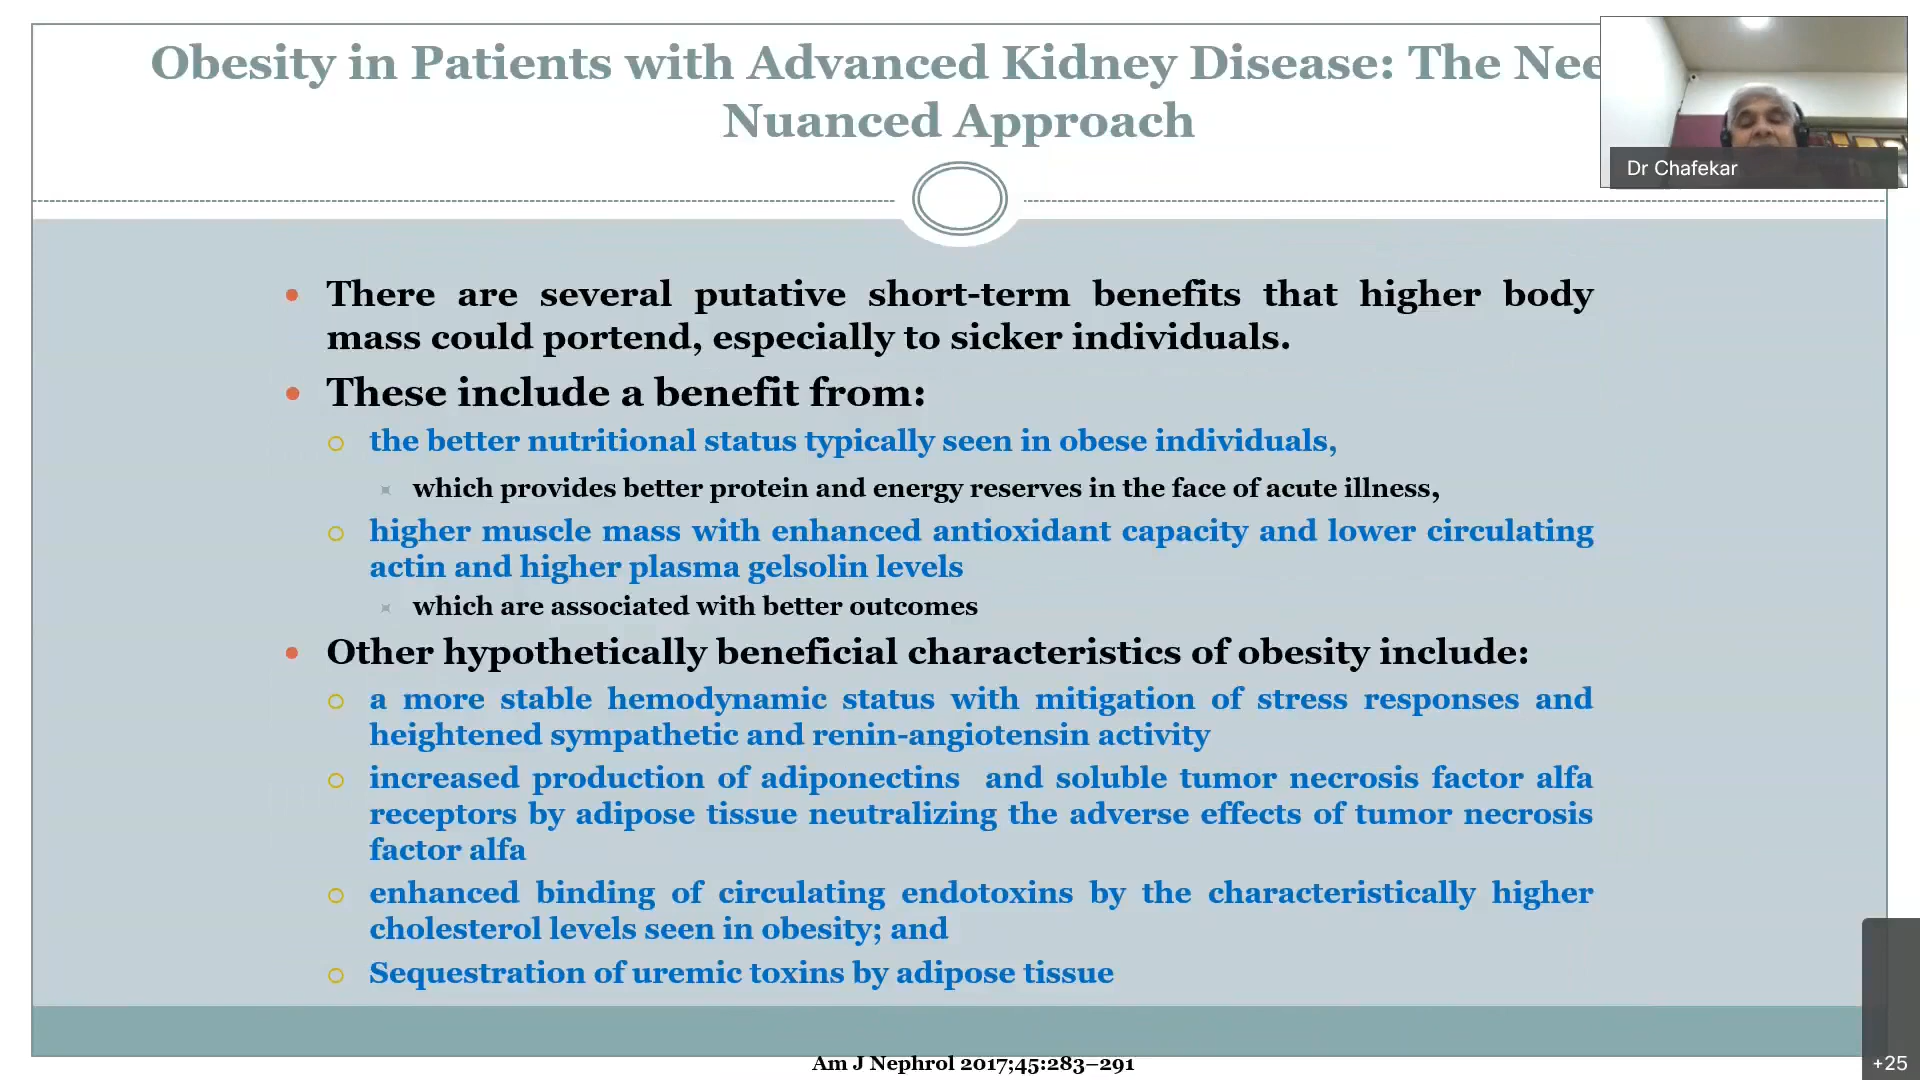 Obesity in Patients with Advanced Kidney Disease: The Nee
Nuanced Approach
Dr Chafekar
There are several putative short-term benefits that higher body
mass could portend, especially to sicker individuals.
These include a benefit from:
the better nutritional status typically seen in obese individuals,
which provides better protein and energy reserves in the face of acute illness,
higher muscle mass with enhanced antioxidant capacity and lower circulating
actin and higher plasma gelsolin levels
which are associated with better outcomes
Other hypothetically beneficial characteristics of obesity include:
a more stable hemodynamic status with mitigation of stress responses and
heightened sympathetic and renin-angiotensin activity
increased production of adiponectins and soluble tumor necrosis factor alfa
receptors by adipose tissue neutralizing the adverse effects of tumor necrosis
factor alfa
enhanced binding of circulating endotoxins by the characteristically higher
cholesterol levels seen in obesity; and
Sequestration of uremic toxins by adipose tissue
Am J Nephrol 2017;45:283–291
+25